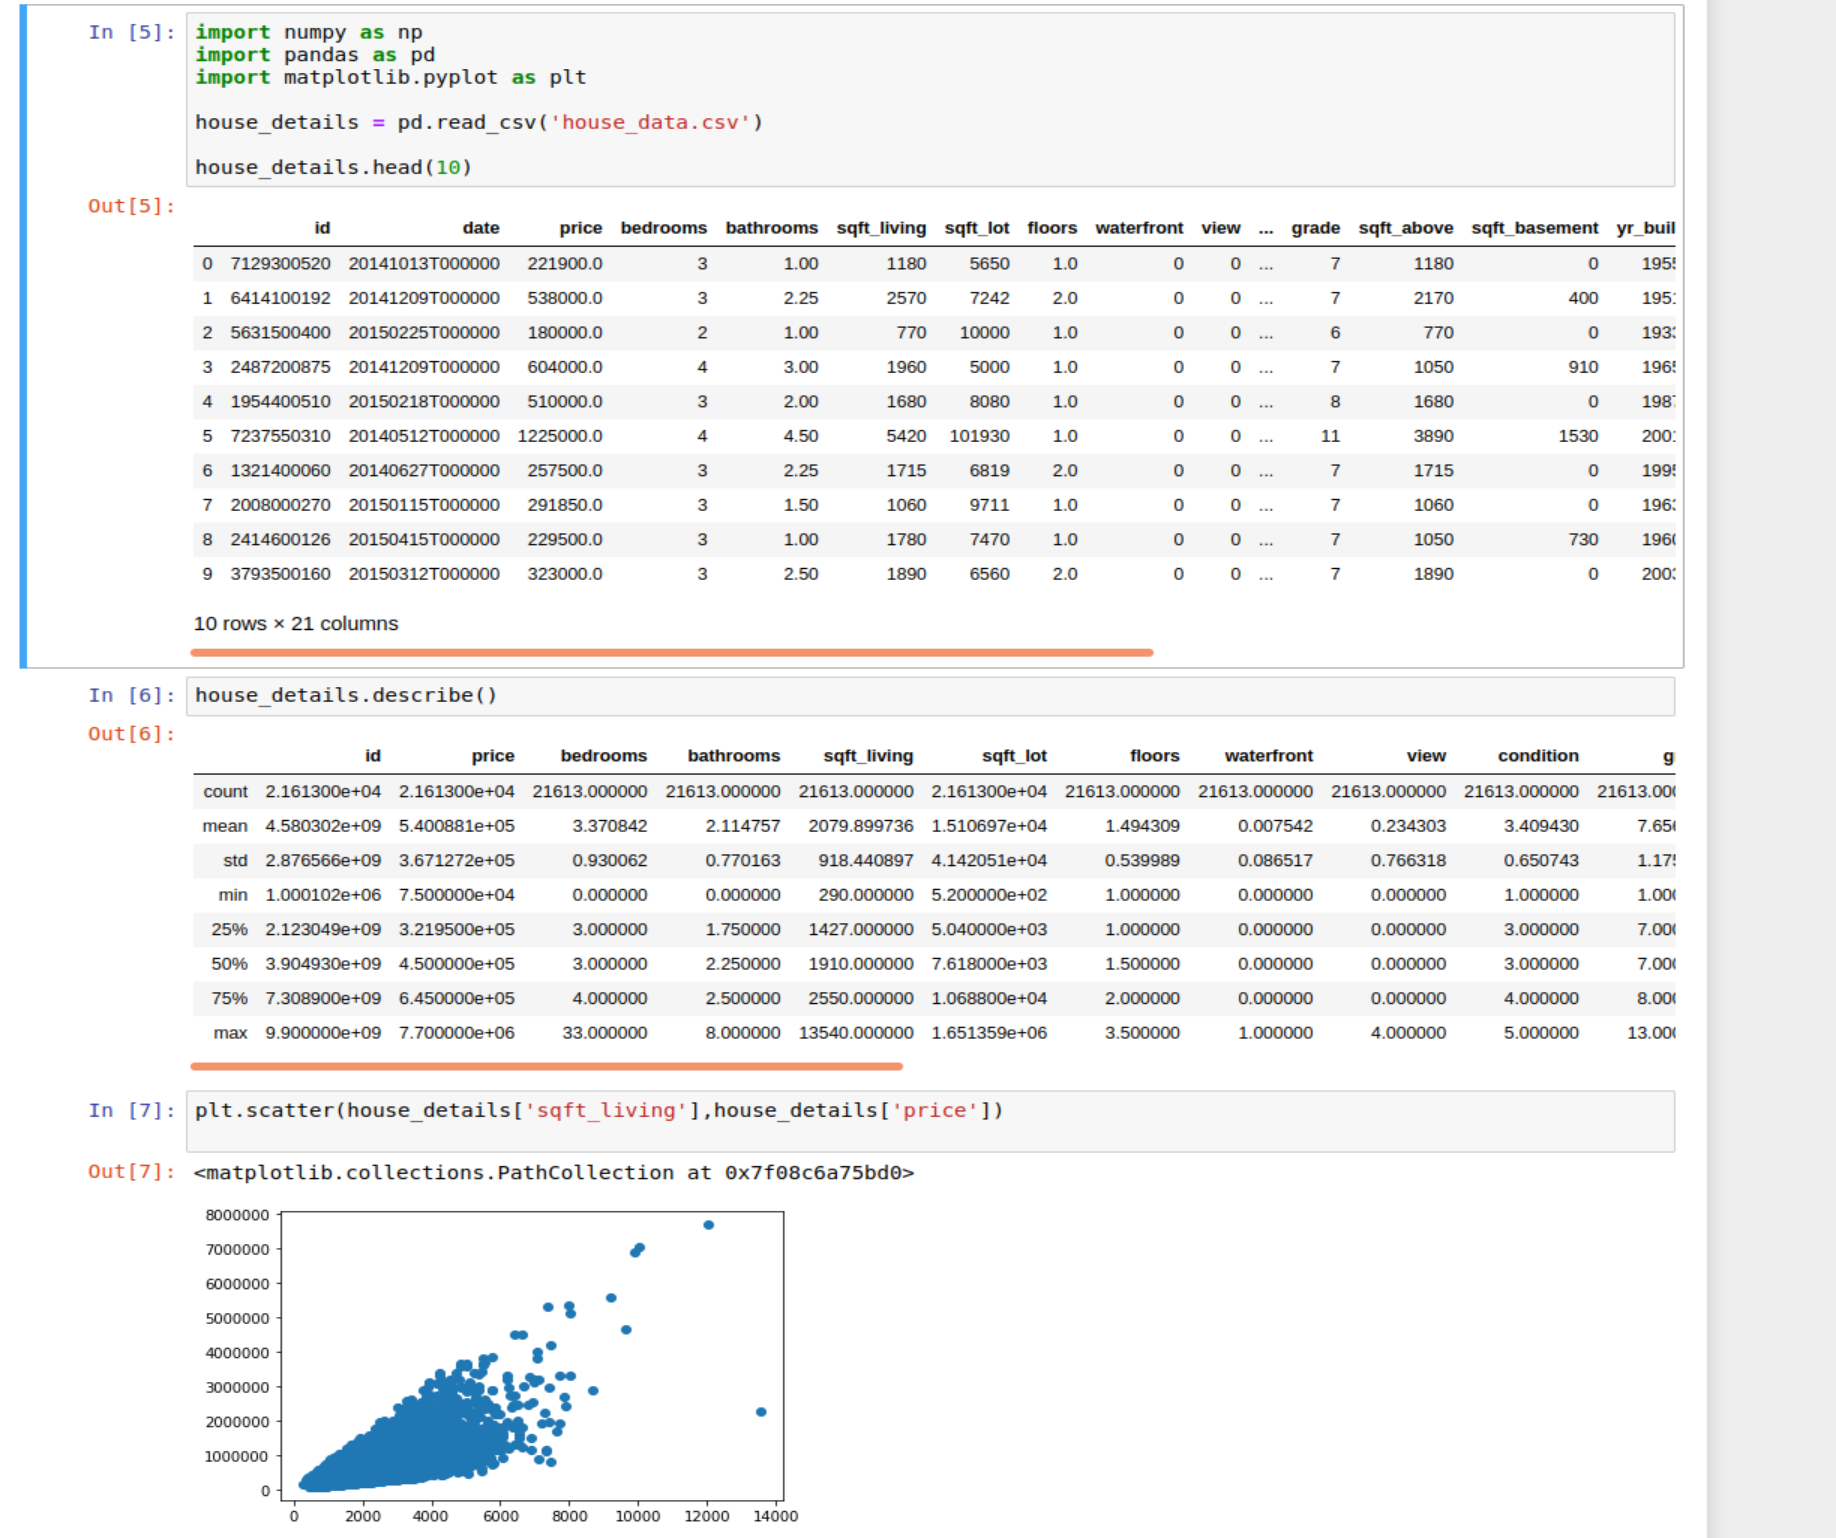 In [5]: import numpy as np
import pandas as pd
import matplotlib.pyplot as plt
house_details = pd.read_csv('house_data.csv')
house_details.head(10)
Out[5]:
id date price bedrooms bathrooms sqft_living sqft_lot floors waterfront view ... grade sqft_above sqft_basement yr_buil
0 7129300520 20141013T000000 221900.0 3 1.00 1180 5650 1.0 0 0 ... 7 1180 0 1955
1 6414100192 20141209T000000 538000.0 3 2.25 2570 7242 2.0 0 0 ... 7 2170 400 1951
2 5631500400 20150225T000000 180000.0 2 1.00 770 10000 1.0 0 0 ... 6 770 0 1933
3 2487200875 20141209T000000 604000.0 4 3.00 1960 5000 1.0 0 0 ... 7 1050 910 1965
4 1954400510 20150218T000000 510000.0 3 2.00 1680 8080 1.0 0 0 ... 8 1680 0 1987
5 7237550310 20140512T000000 1225000.0 4 4.50 5420 101930 1.0 0 0 ... 11 3890 1530 2001
6 1321400060 20140627T000000 257500.0 3 2.25 1715 6819 2.0 0 0 ... 7 1715 0 1995
7 2008000270 20150115T000000 291850.0 3 1.50 1060 9711 1.0 0 0 ... 7 1060 0 1963
8 2414600126 20150415T000000 229500.0 3 1.00 1780 7470 1.0 0 0 ... 7 1050 730 1960
9 3793500160 20150312T000000 323000.0 3 2.50 1890 6560 2.0 0 0 ... 7 1890 0 2003
10 rows × 21 columns
In [6]: house_details.describe()
Out[6]:
id price bedrooms bathrooms sqft_living sqft_lot floors waterfront view condition g
count 2.161300e+04 2.161300e+04 21613.000000 21613.000000 21613.000000 2.161300e+04 21613.000000 21613.000000 21613.000000 21613.000000 21613.000
mean 4.580302e+09 5.400881e+05 3.370842 2.114757 2079.899736 1.510697e+04 1.494309 0.007542 0.234303 3.409430 7.656
std 2.876566e+09 3.671272e+05 0.930062 0.770163 918.440897 4.142051e+04 0.539989 0.086517 0.766318 0.650743 1.175
min 1.000102e+06 7.500000e+04 0.000000 0.000000 290.000000 5.200000e+02 1.000000 0.000000 0.000000 1.000000 1.000
25% 2.123049e+09 3.219500e+05 3.000000 1.750000 1427.000000 5.040000e+03 1.000000 0.000000 0.000000 3.000000 7.000
50% 3.904930e+09 4.500000e+05 3.000000 2.250000 1910.000000 7.618000e+03 1.500000 0.000000 0.000000 3.000000 7.000
75% 7.308900e+09 6.450000e+05 4.000000 2.500000 2550.000000 1.068800e+04 2.000000 0.000000 0.000000 4.000000 8.000
max 9.900000e+09 7.700000e+06 33.000000 8.000000 13540.000000 1.651359e+06 3.500000 1.000000 4.000000 5.000000 13.000
In [7]: plt.scatter(house_details['sqft_living'],house_details['price'])
Out[7]: <matplotlib.collections.PathCollection at 0x7f08c6a75bd0>
8000000
7000000
6000000
5000000
4000000
3000000
2000000
1000000
0
0 2000 4000 6000 8000 10000 12000 14000